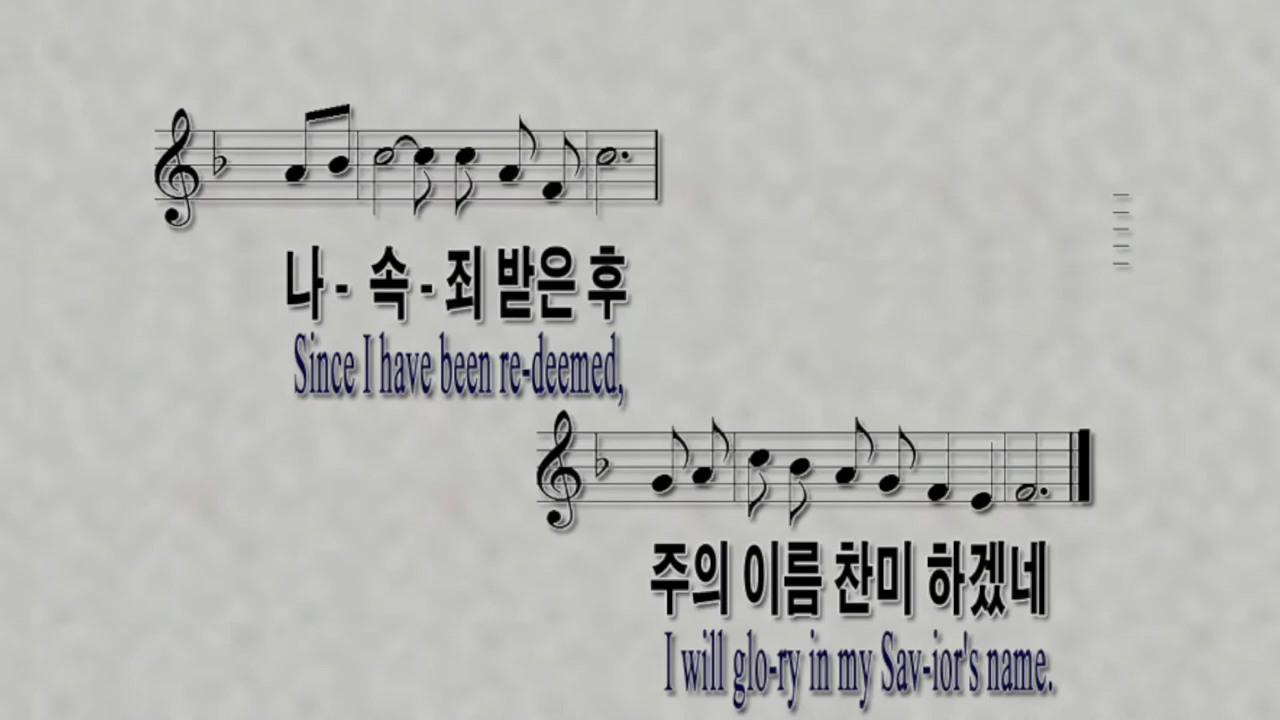 나 - 속 - 죄 받은 후
Since I have been re-deemed,
주의 이름 찬미 하겠네
I will glo-ry in my Sav-ior's name.